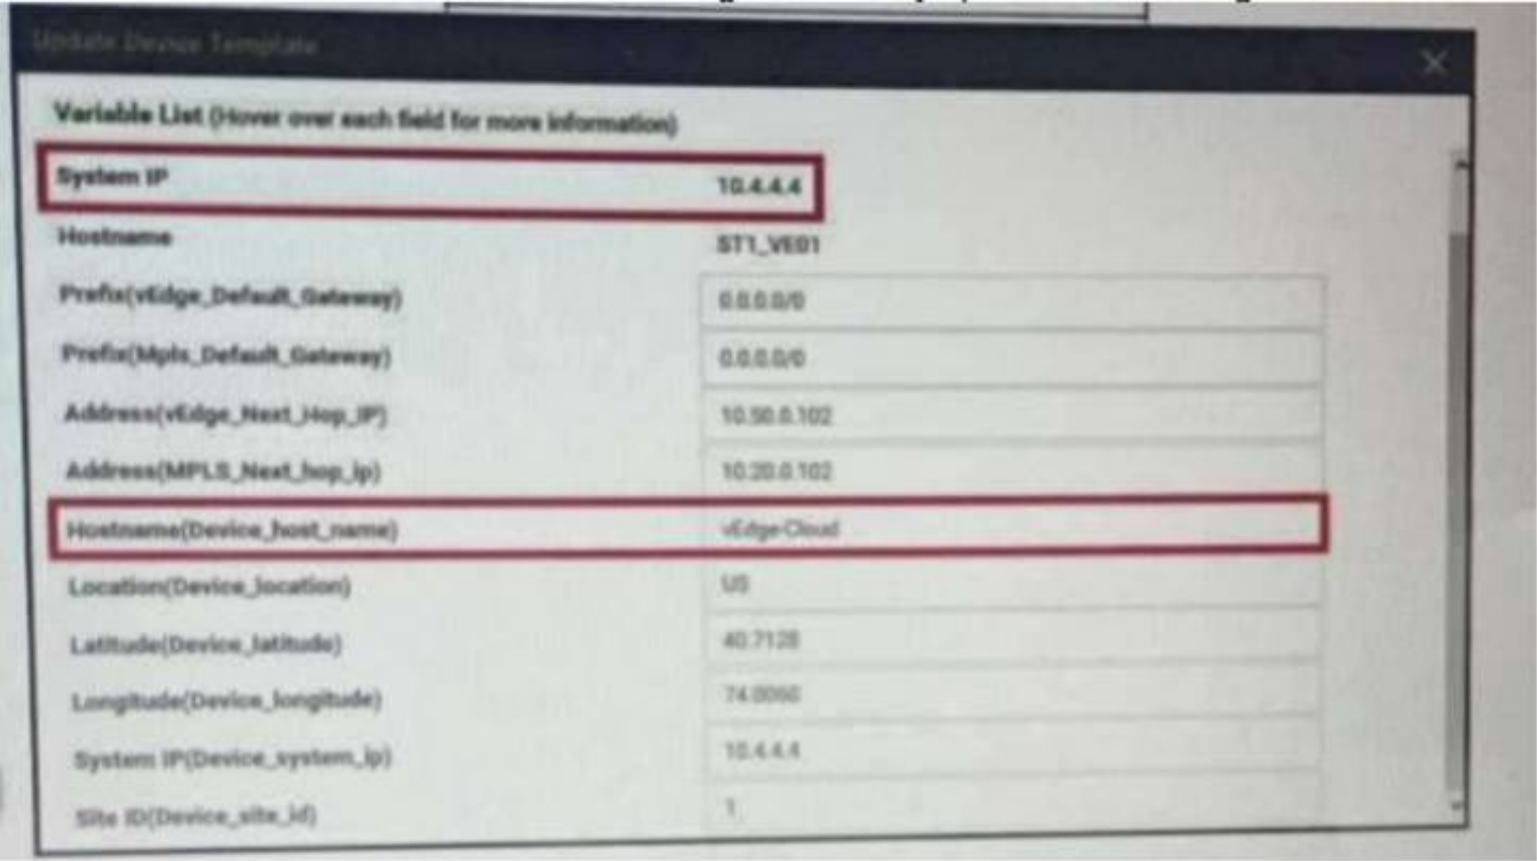 Update Device Template
Variable List (Hover over each field for more information)
System IP 10.4.4.4
Hostname ST1_VE01
Prefix(vEdge_Default_Gateway) 0.0.0.0/0
Prefix(Mpls_Default_Gateway) 0.0.0.0/0
Address(vEdge_Next_Hop_IP) 10.50.0.102
Address(MPLS_Next_hop_ip) 10.20.0.102
Hostname(Device_host_name) vEdge-Cloud
Location(Device_location) US
Latitude(Device_latitude) 40.7128
Longitude(Device_longitude) 74.0060
System IP(Device_system_ip) 10.4.4.4
Site ID(Device_site_id) 1